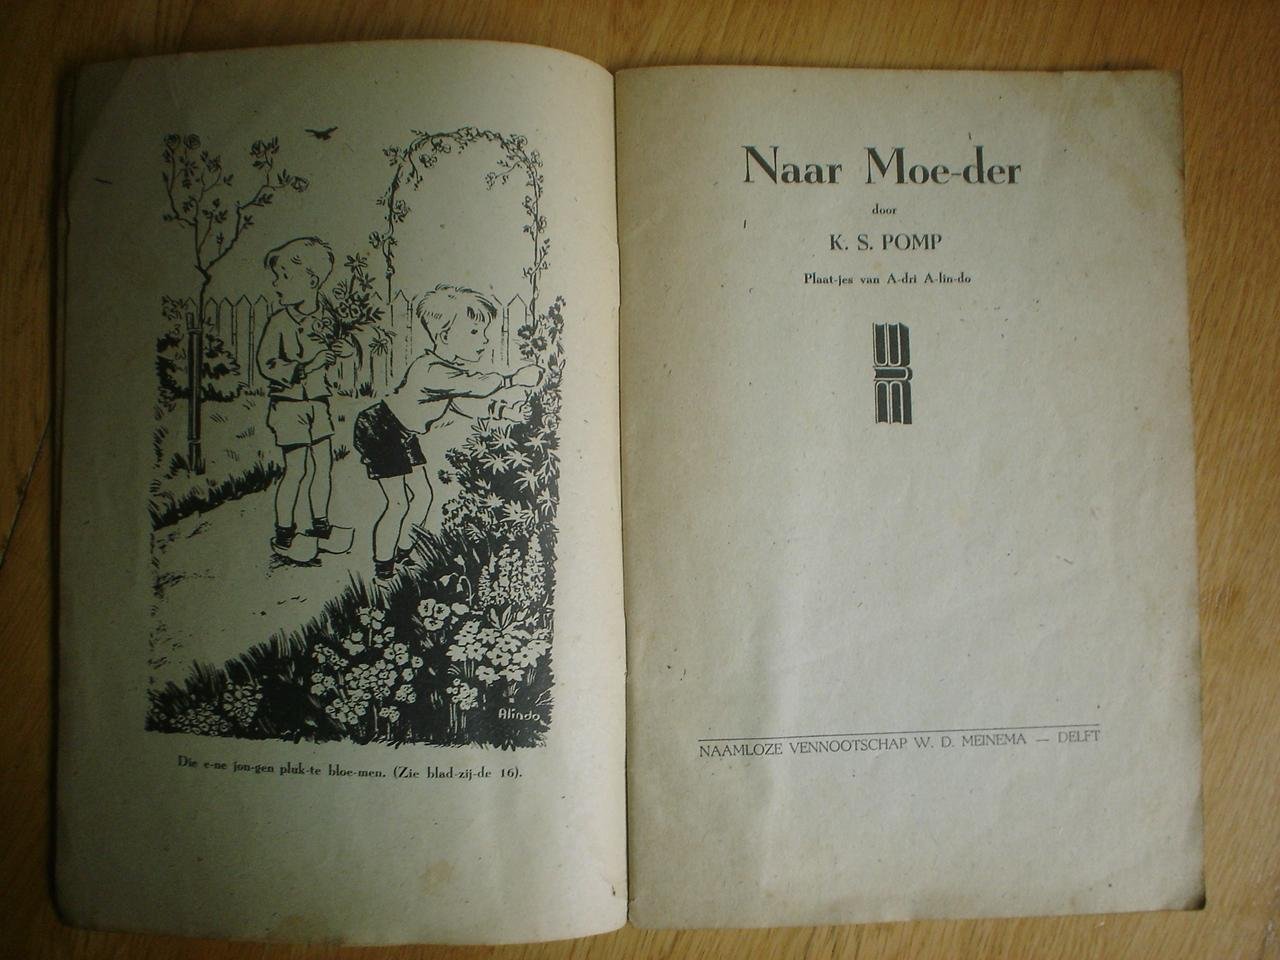 Alindo
Die e-ne jon-gen pluk-te bloe-men. (Zie blad-zij-de 16).
Naar Moe-der
door
K. S. POMP
Plaat-jes van A-dri A-lin-do
W
M
NAAMLOZE VENNOOTSCHAP W. D. MEINEMA — DELFT